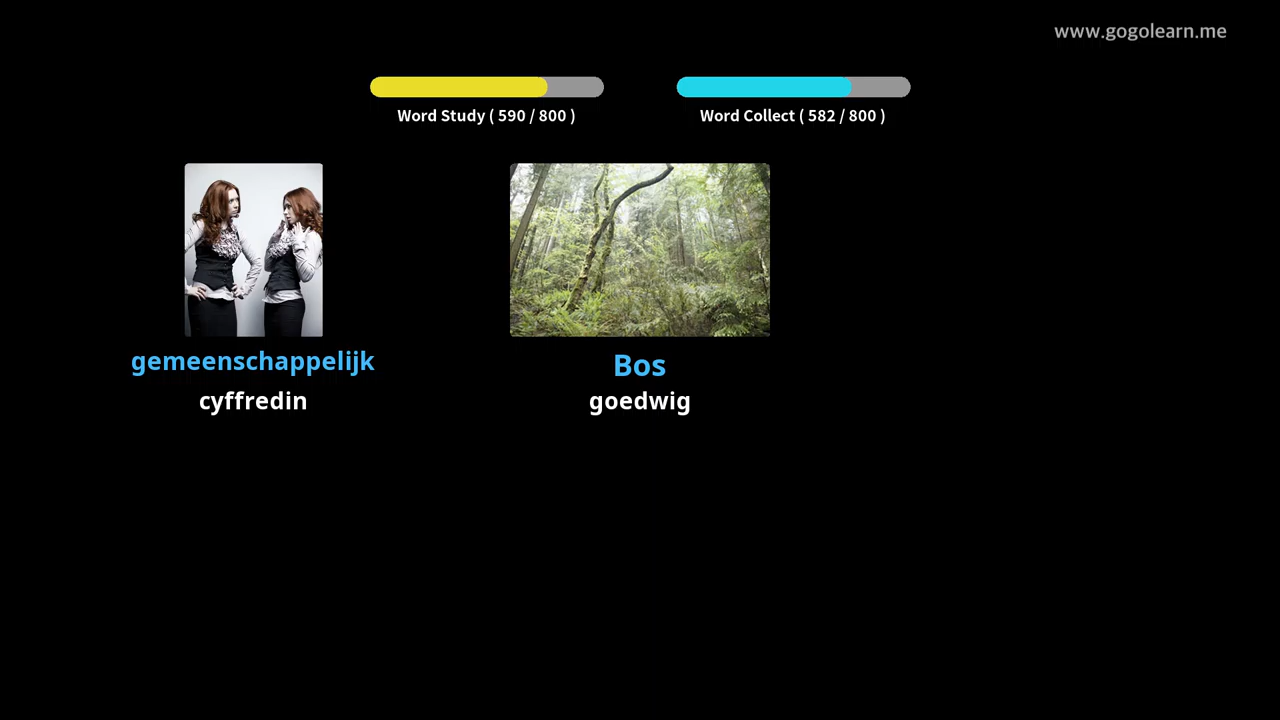 www.gogolearn.me
Word Study ( 590 / 800 )
Word Collect ( 582 / 800 )
gemeenschappelijk
cyffredin
Bos
goedwig